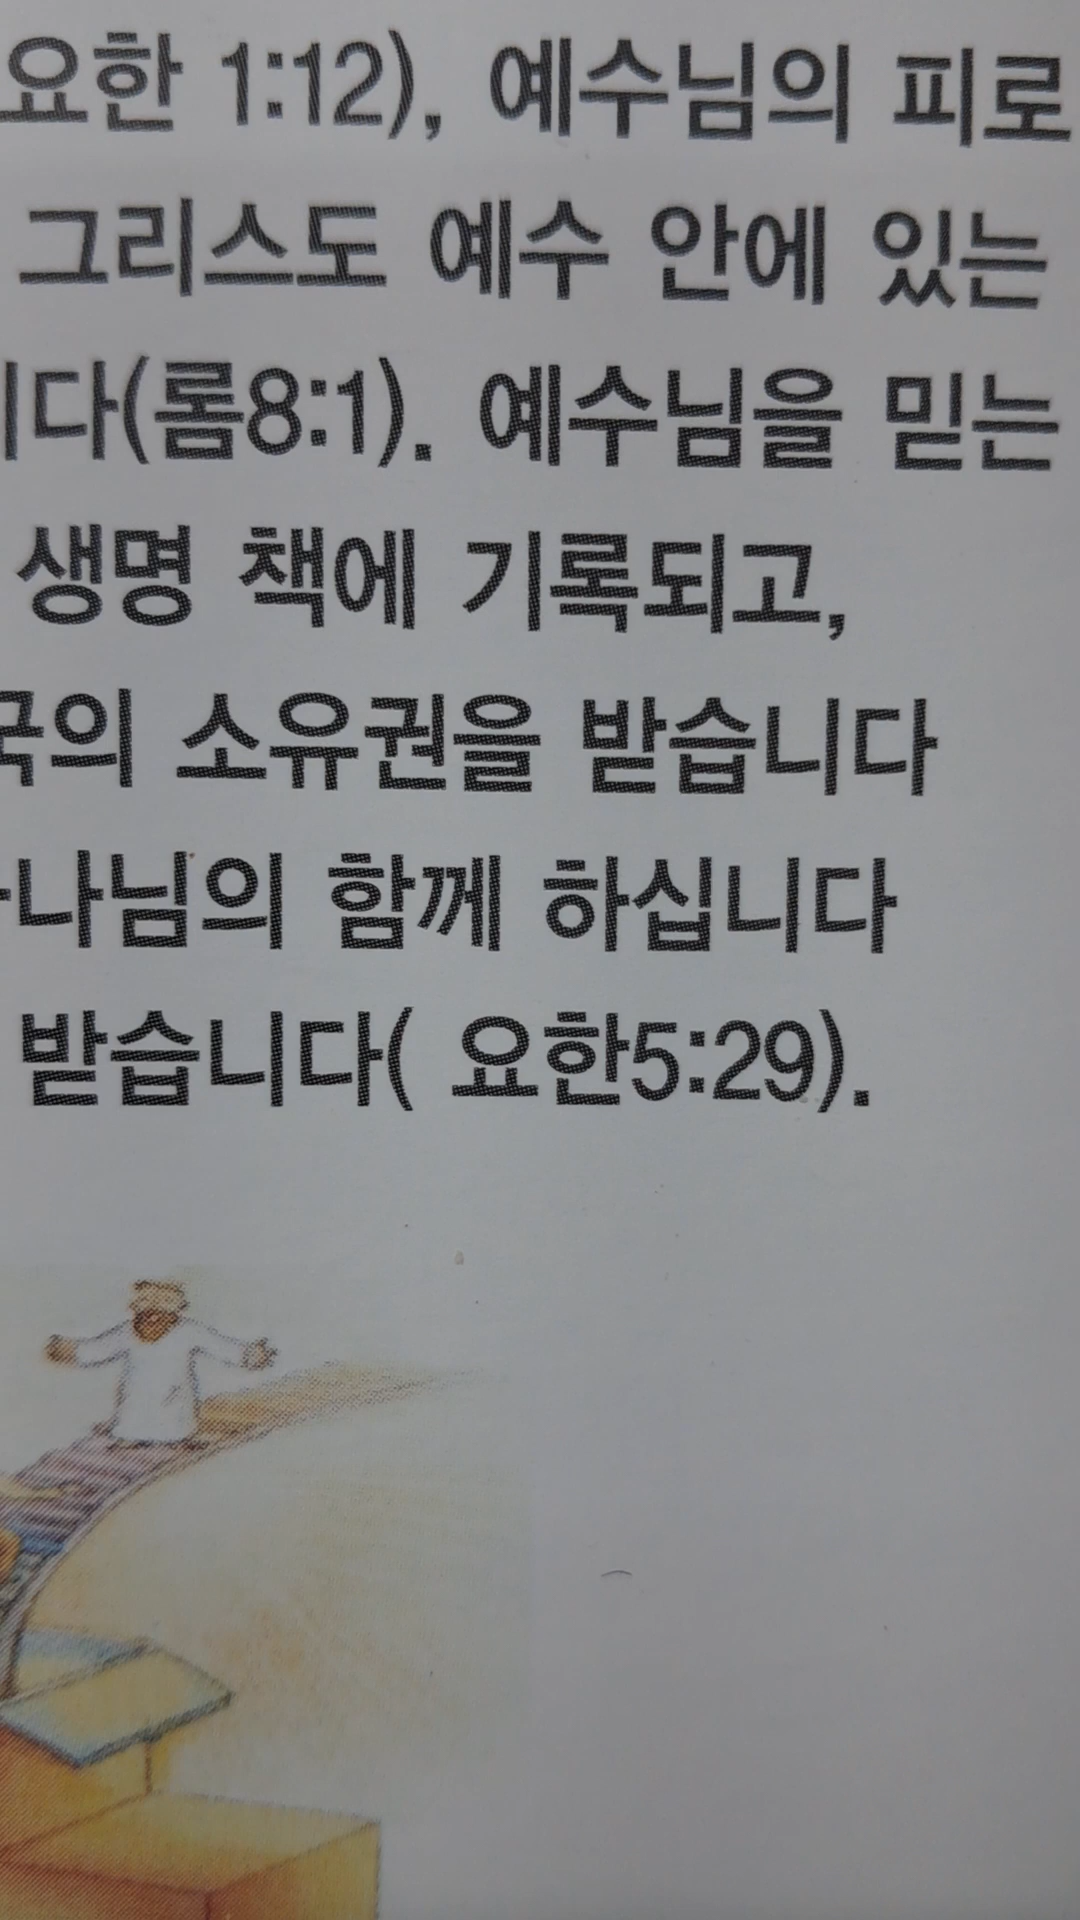 요한 1:12), 예수님의 피로
그리스도 예수 안에 있는
니다(롬8:1). 예수님을 믿는
생명 책에 기록되고,
국의 소유권을 받습니다
하나님의 함께 하십니다
받습니다( 요한5:29).